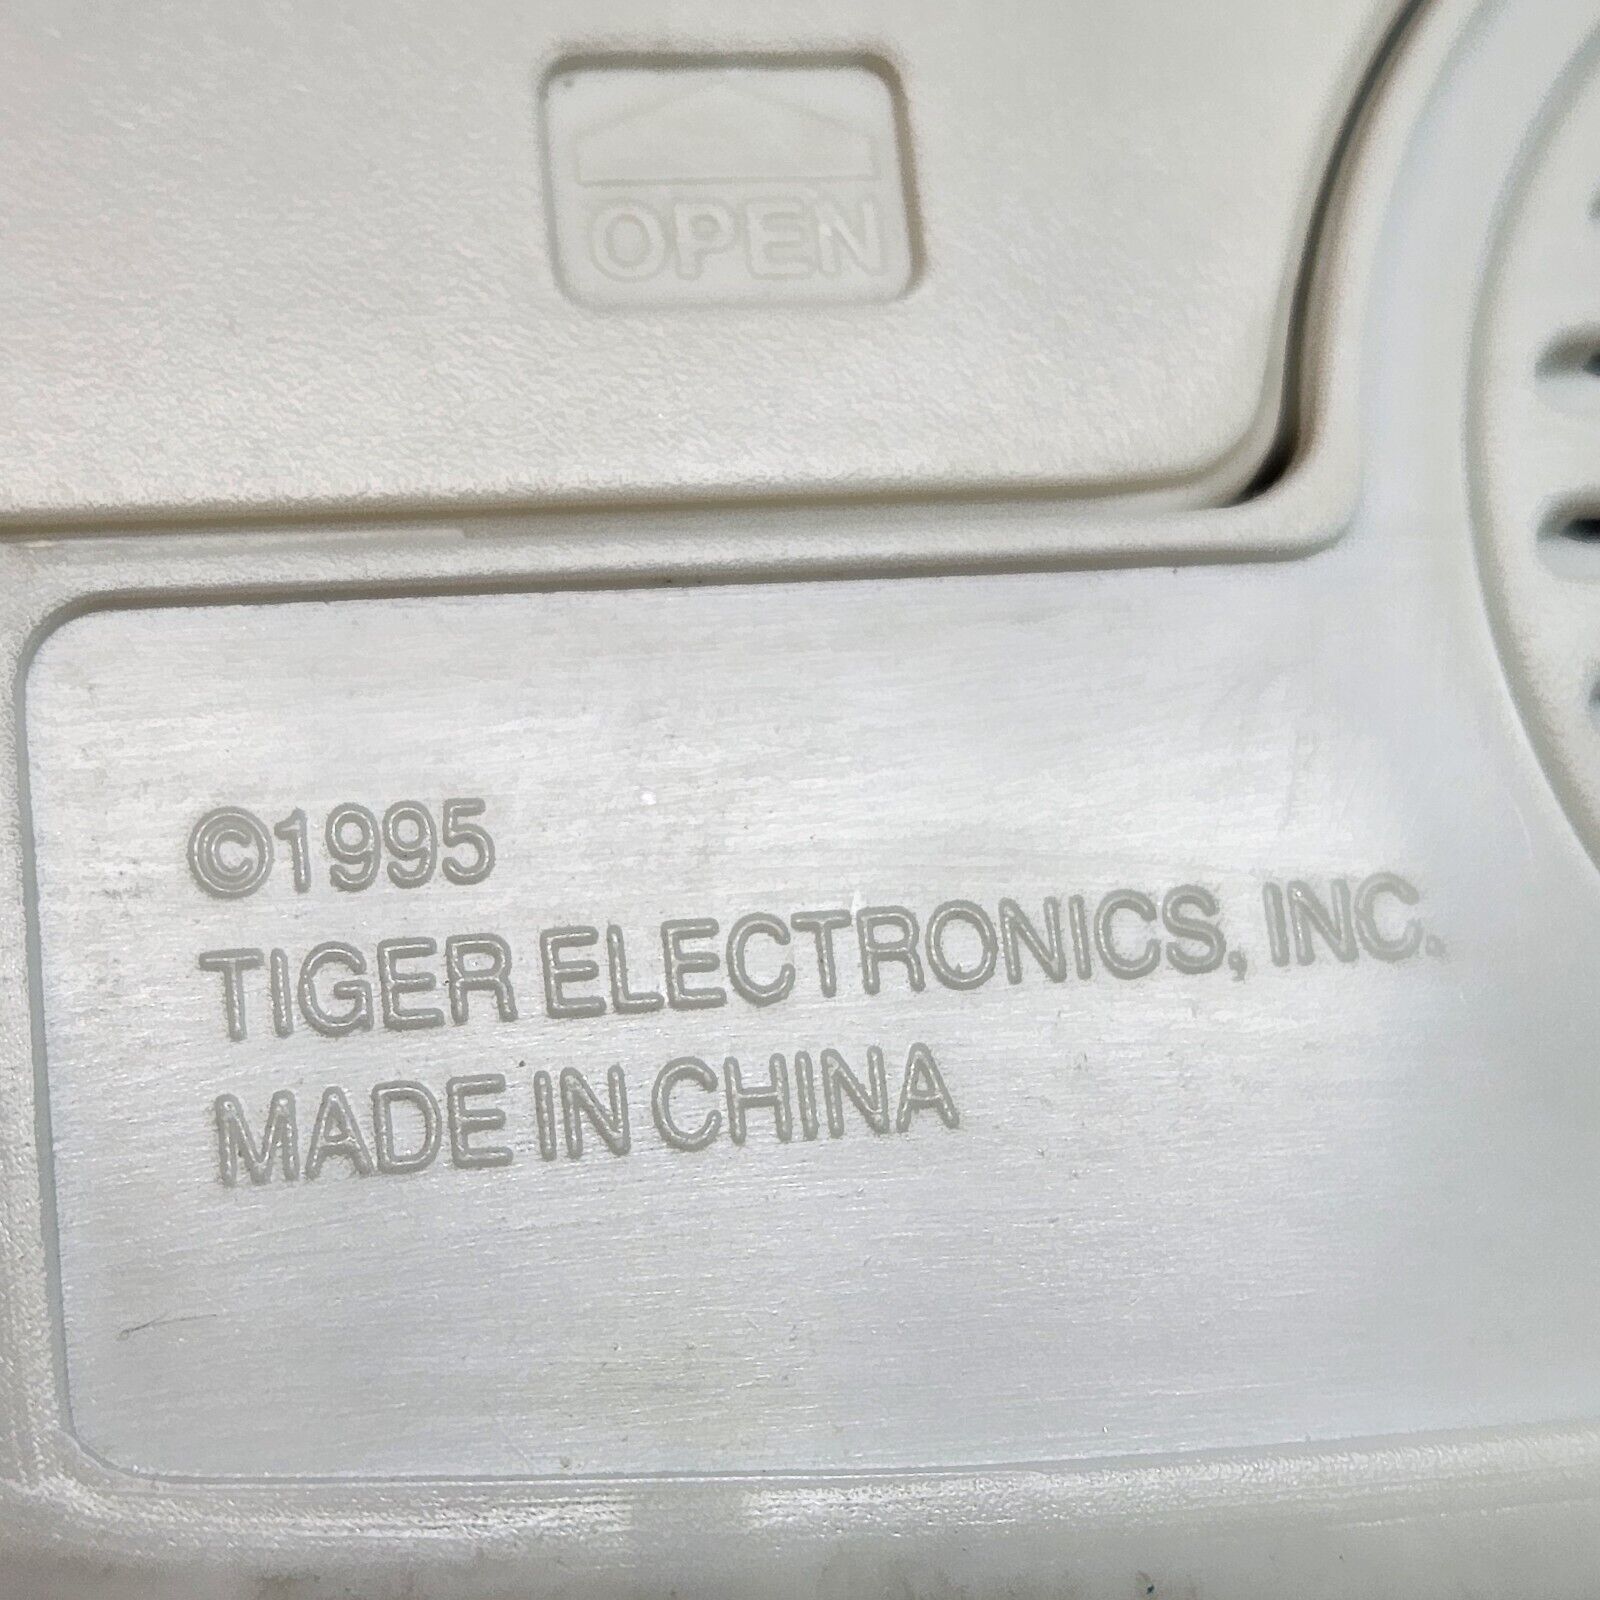 OPEN
©1995
TIGER ELECTRONICS, INC.
MADE IN CHINA